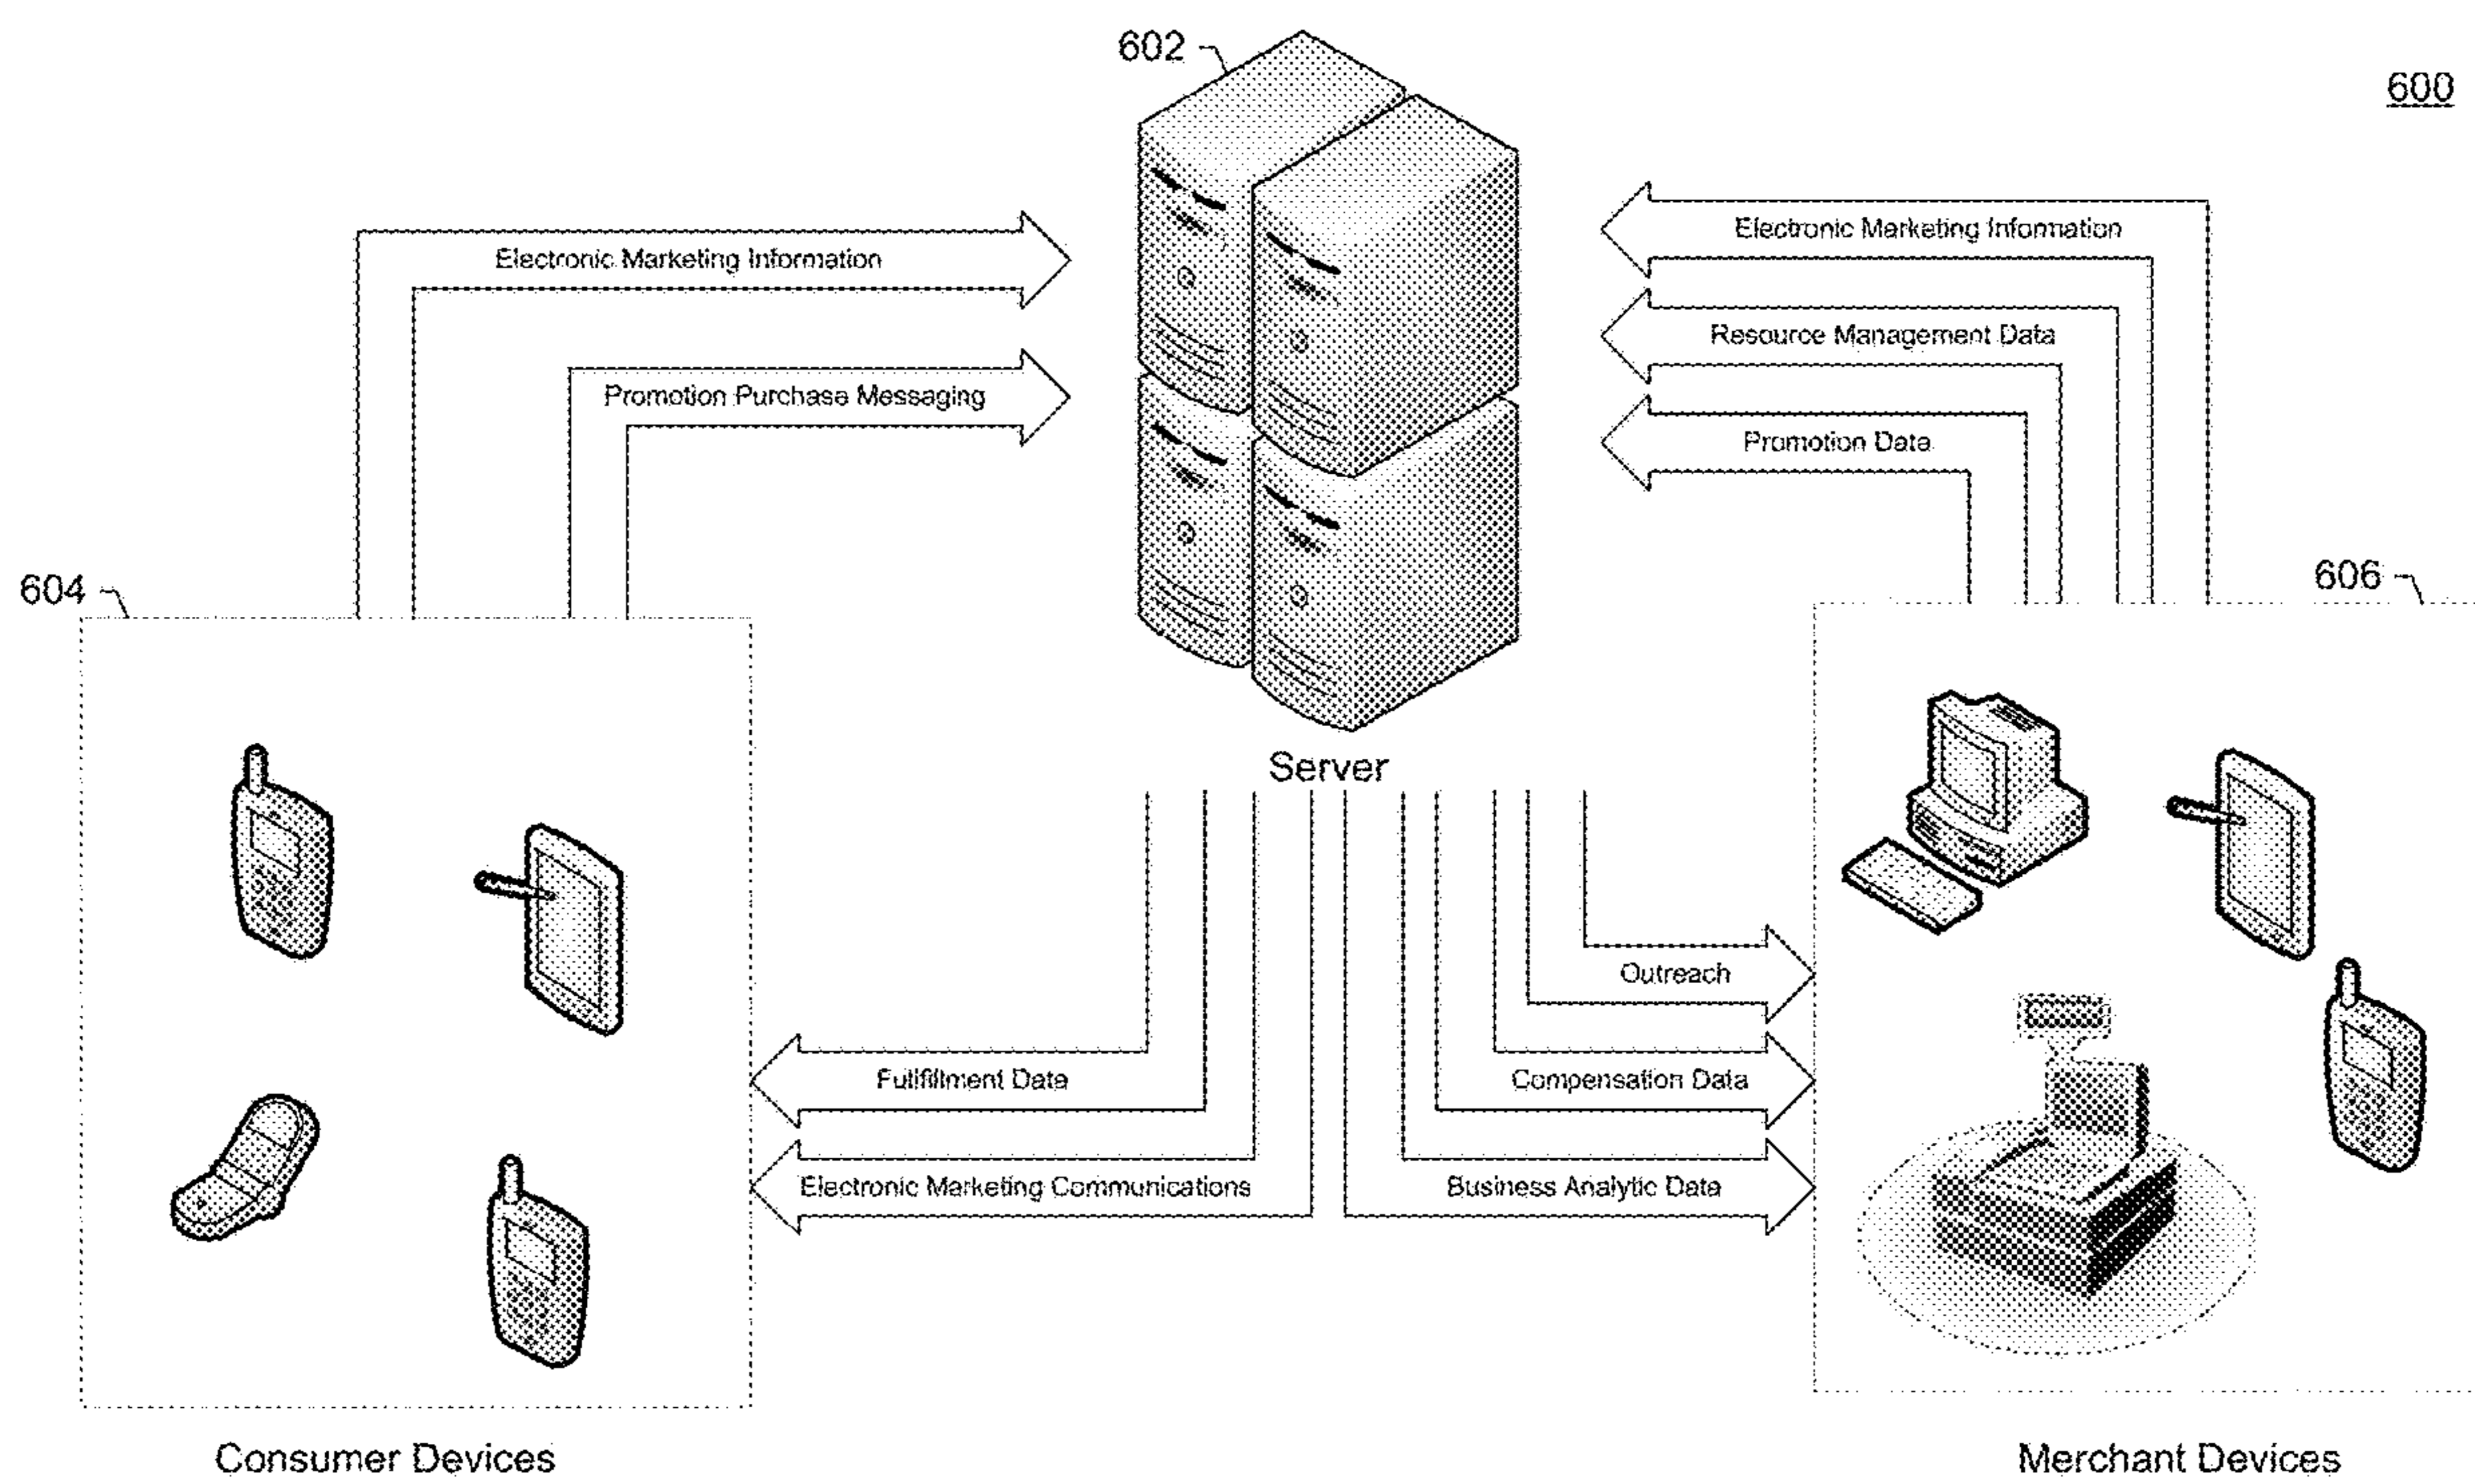 602
600
Electronic Marketing Information
Electronic Marketing Information
Resource Management Data
Promotion Purchase Messaging
Promotion Data
604
606
Server
Outreach
Fullfillment Data
Compensation Data
Electronic Marketing Communications
Business Analytic Data
Consumer Devices
Merchant Devices